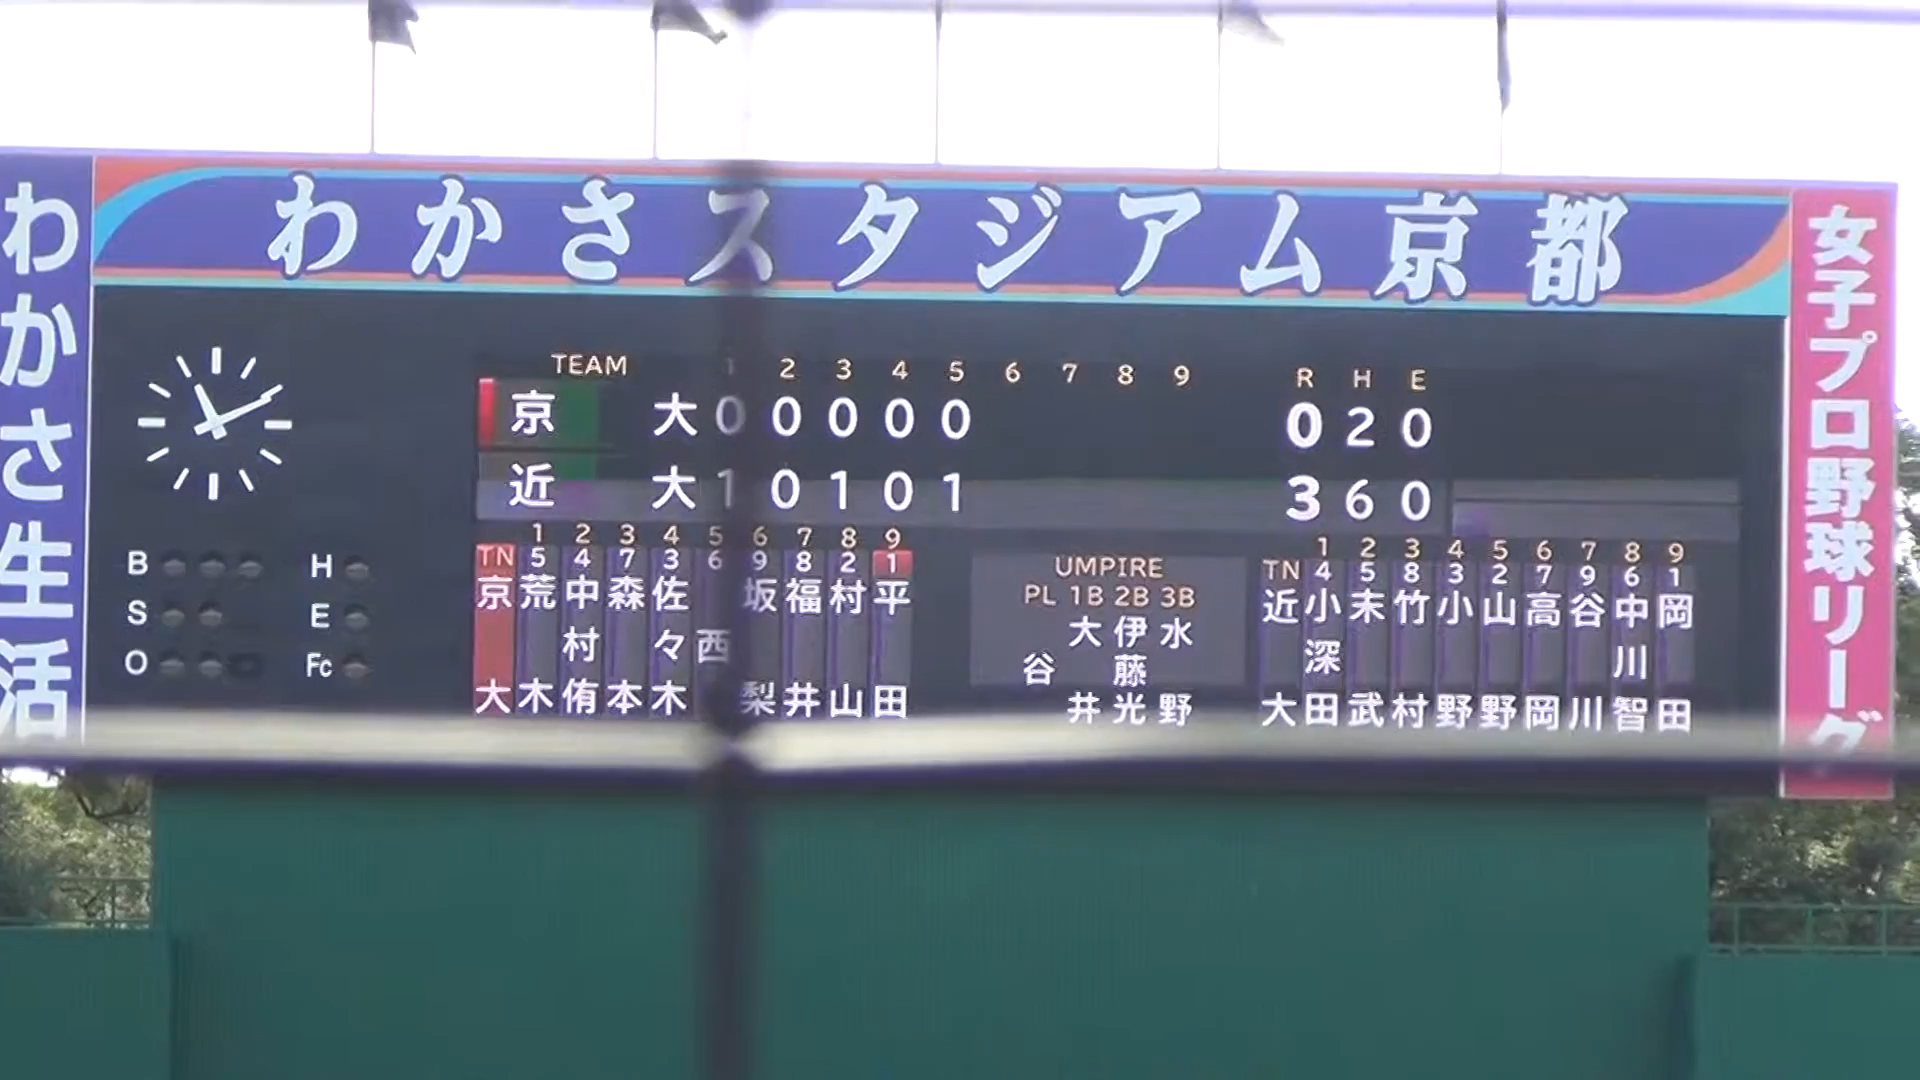 わかさスタジアム京都
わかさ生活
女子プロ野球リーグ
TEAM 1 2 3 4 5 6 7 8 9 R H E
京大 0 0 0 0 0 0 2 0
近大 1 0 1 0 1 3 6 0
B H
S E
O Fc
1 2 3 4 5 6 7 8 9
TN 5 4 7 3 6 9 8 2 1
京大 荒木 中村侑 森本 佐々木 西 坂梨 福井 村山 平田
UMPIRE
PL 1B 2B 3B
谷 大井 伊藤光 水野
1 2 3 4 5 6 7 8 9
TN 4 5 8 3 2 7 9 6 1
近大 小深田 末武 竹村 小野 山野 高岡 谷川 中川智 岡田